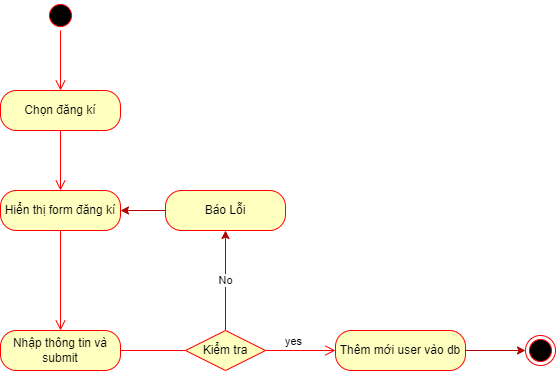 Chọn đăng kí
Hiển thị form đăng kí
Báo Lỗi
No
Nhập thông tin và
submit
Kiểm tra
yes
Thêm mới user vào db